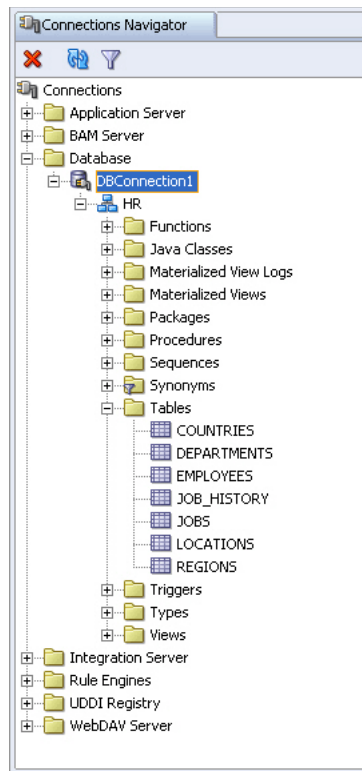 Connections Navigator
Connections
Application Server
BAM Server
Database
DBConnection1
HR
Functions
Java Classes
Materialized View Logs
Materialized Views
Packages
Procedures
Sequences
Synonyms
Tables
COUNTRIES
DEPARTMENTS
EMPLOYEES
JOB_HISTORY
JOBS
LOCATIONS
REGIONS
Triggers
Types
Views
Integration Server
Rule Engines
UDDI Registry
WebDAV Server